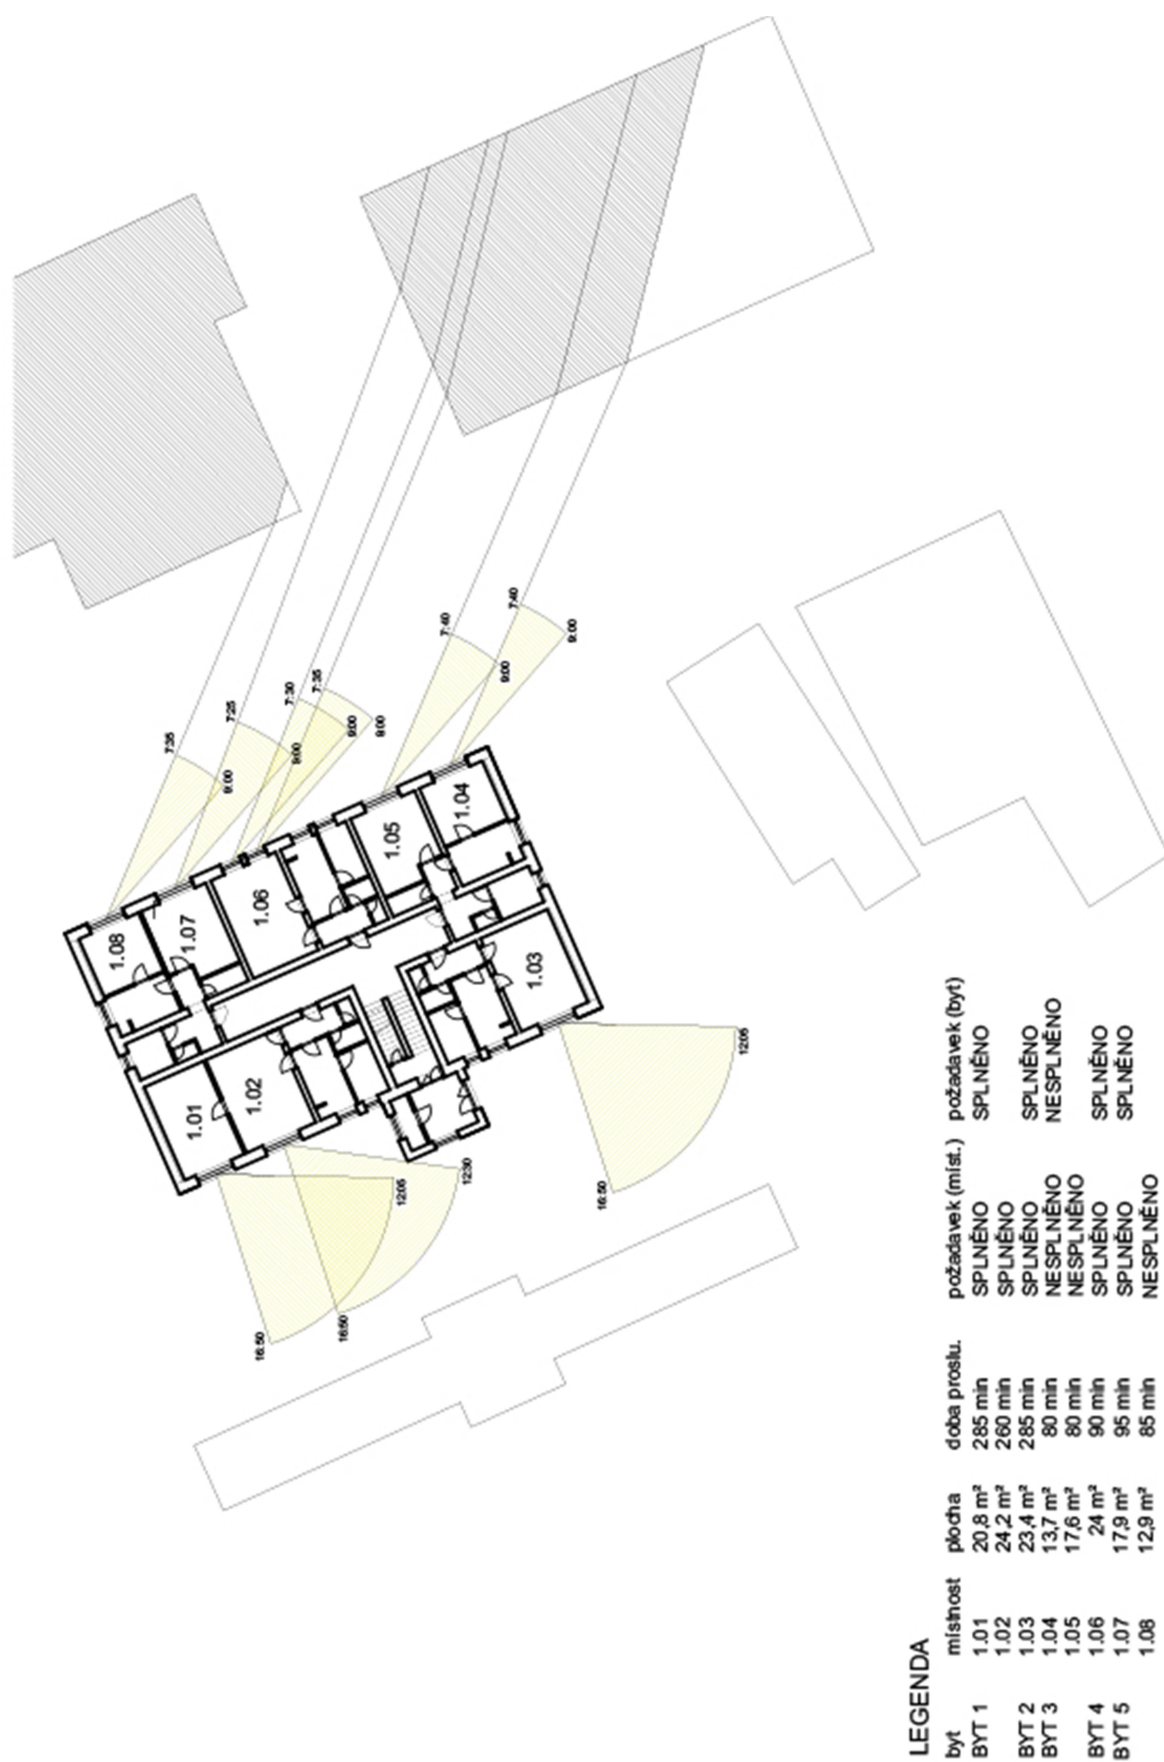 7:35
9:00
7:25
9:00
7:30
9:00
7:35
9:00
7:40
9:00
7:40
9:00
1.08
1.07
1.06
1.05
1.04
1.01
1.02
1.03
12:05
16:50
12:30
16:50
12:05
16:50
LEGENDA
byt místnost plocha doba proslu. požadavek (míst.) požadavek (byt)
BYT 1 1.01 20,8 m² 285 min SPLNĚNO SPLNĚNO
1.02 24,2 m² 260 min SPLNĚNO
BYT 2 1.03 23,4 m² 285 min SPLNĚNO SPLNĚNO
BYT 3 1.04 13,7 m² 80 min NESPLNĚNO NESPLNĚNO
1.05 17,6 m² 80 min NESPLNĚNO
BYT 4 1.06 24 m² 90 min SPLNĚNO SPLNĚNO
BYT 5 1.07 17,9 m² 95 min SPLNĚNO SPLNĚNO
1.08 12,9 m² 85 min NESPLNĚNO